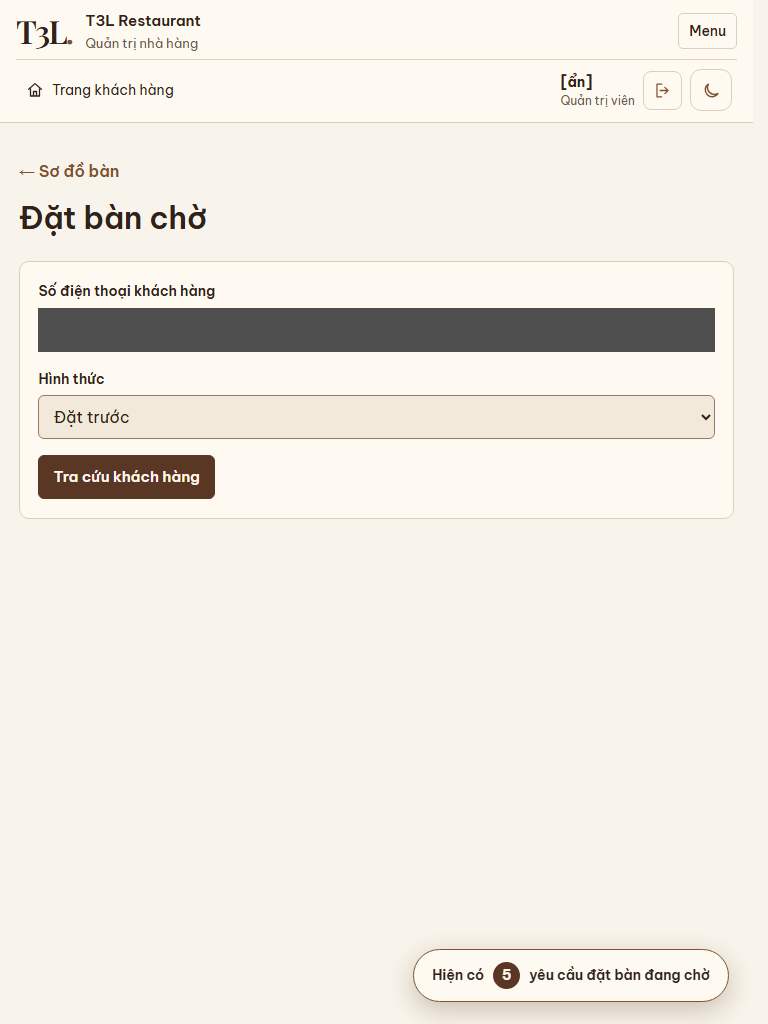 T3L.
T3L Restaurant
Quản trị nhà hàng
Menu
Trang khách hàng
[ẩn]
Quản trị viên
← Sơ đồ bàn
Đặt bàn chờ
Số điện thoại khách hàng
Hình thức
Đặt trước
Tra cứu khách hàng
Hiện có 5 yêu cầu đặt bàn đang chờ